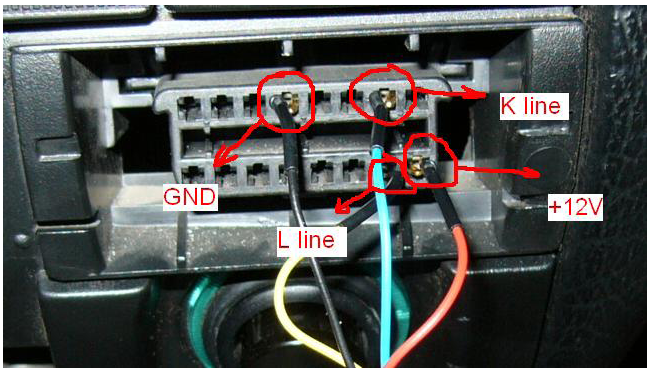 K line
GND
+12V
L line